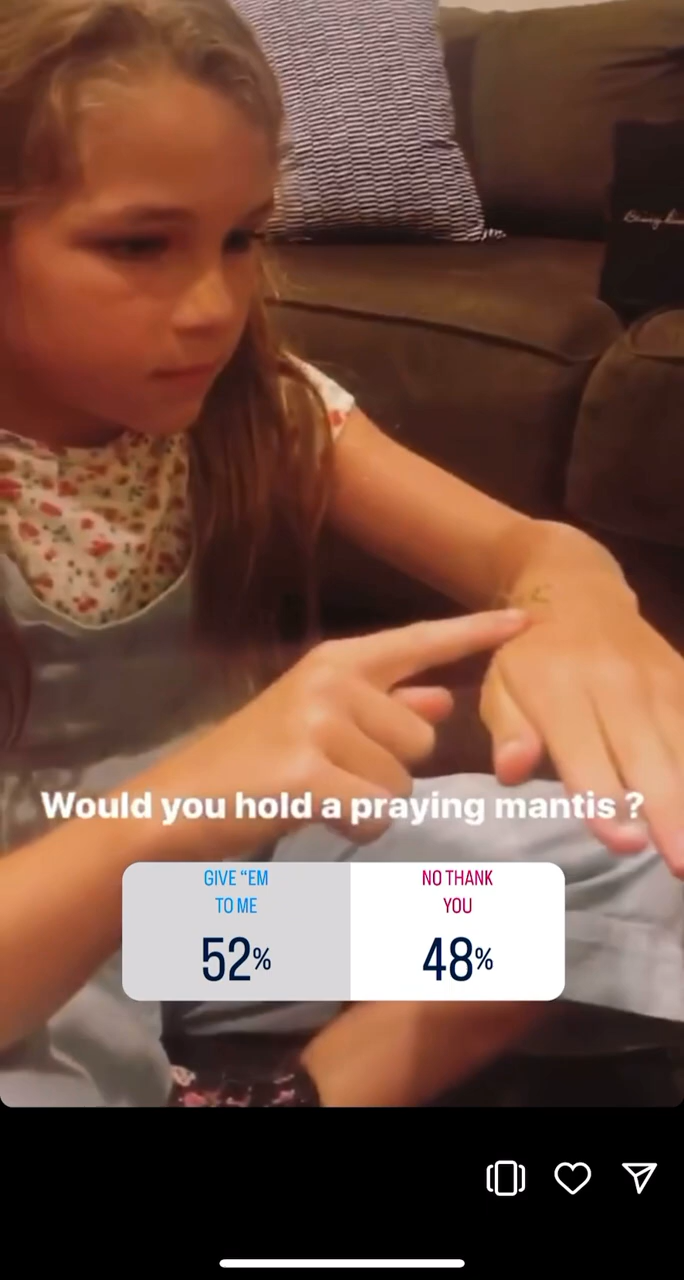 Would you hold a praying mantis ?
GIVE “EM
TO ME
52%
NO THANK
YOU
48%